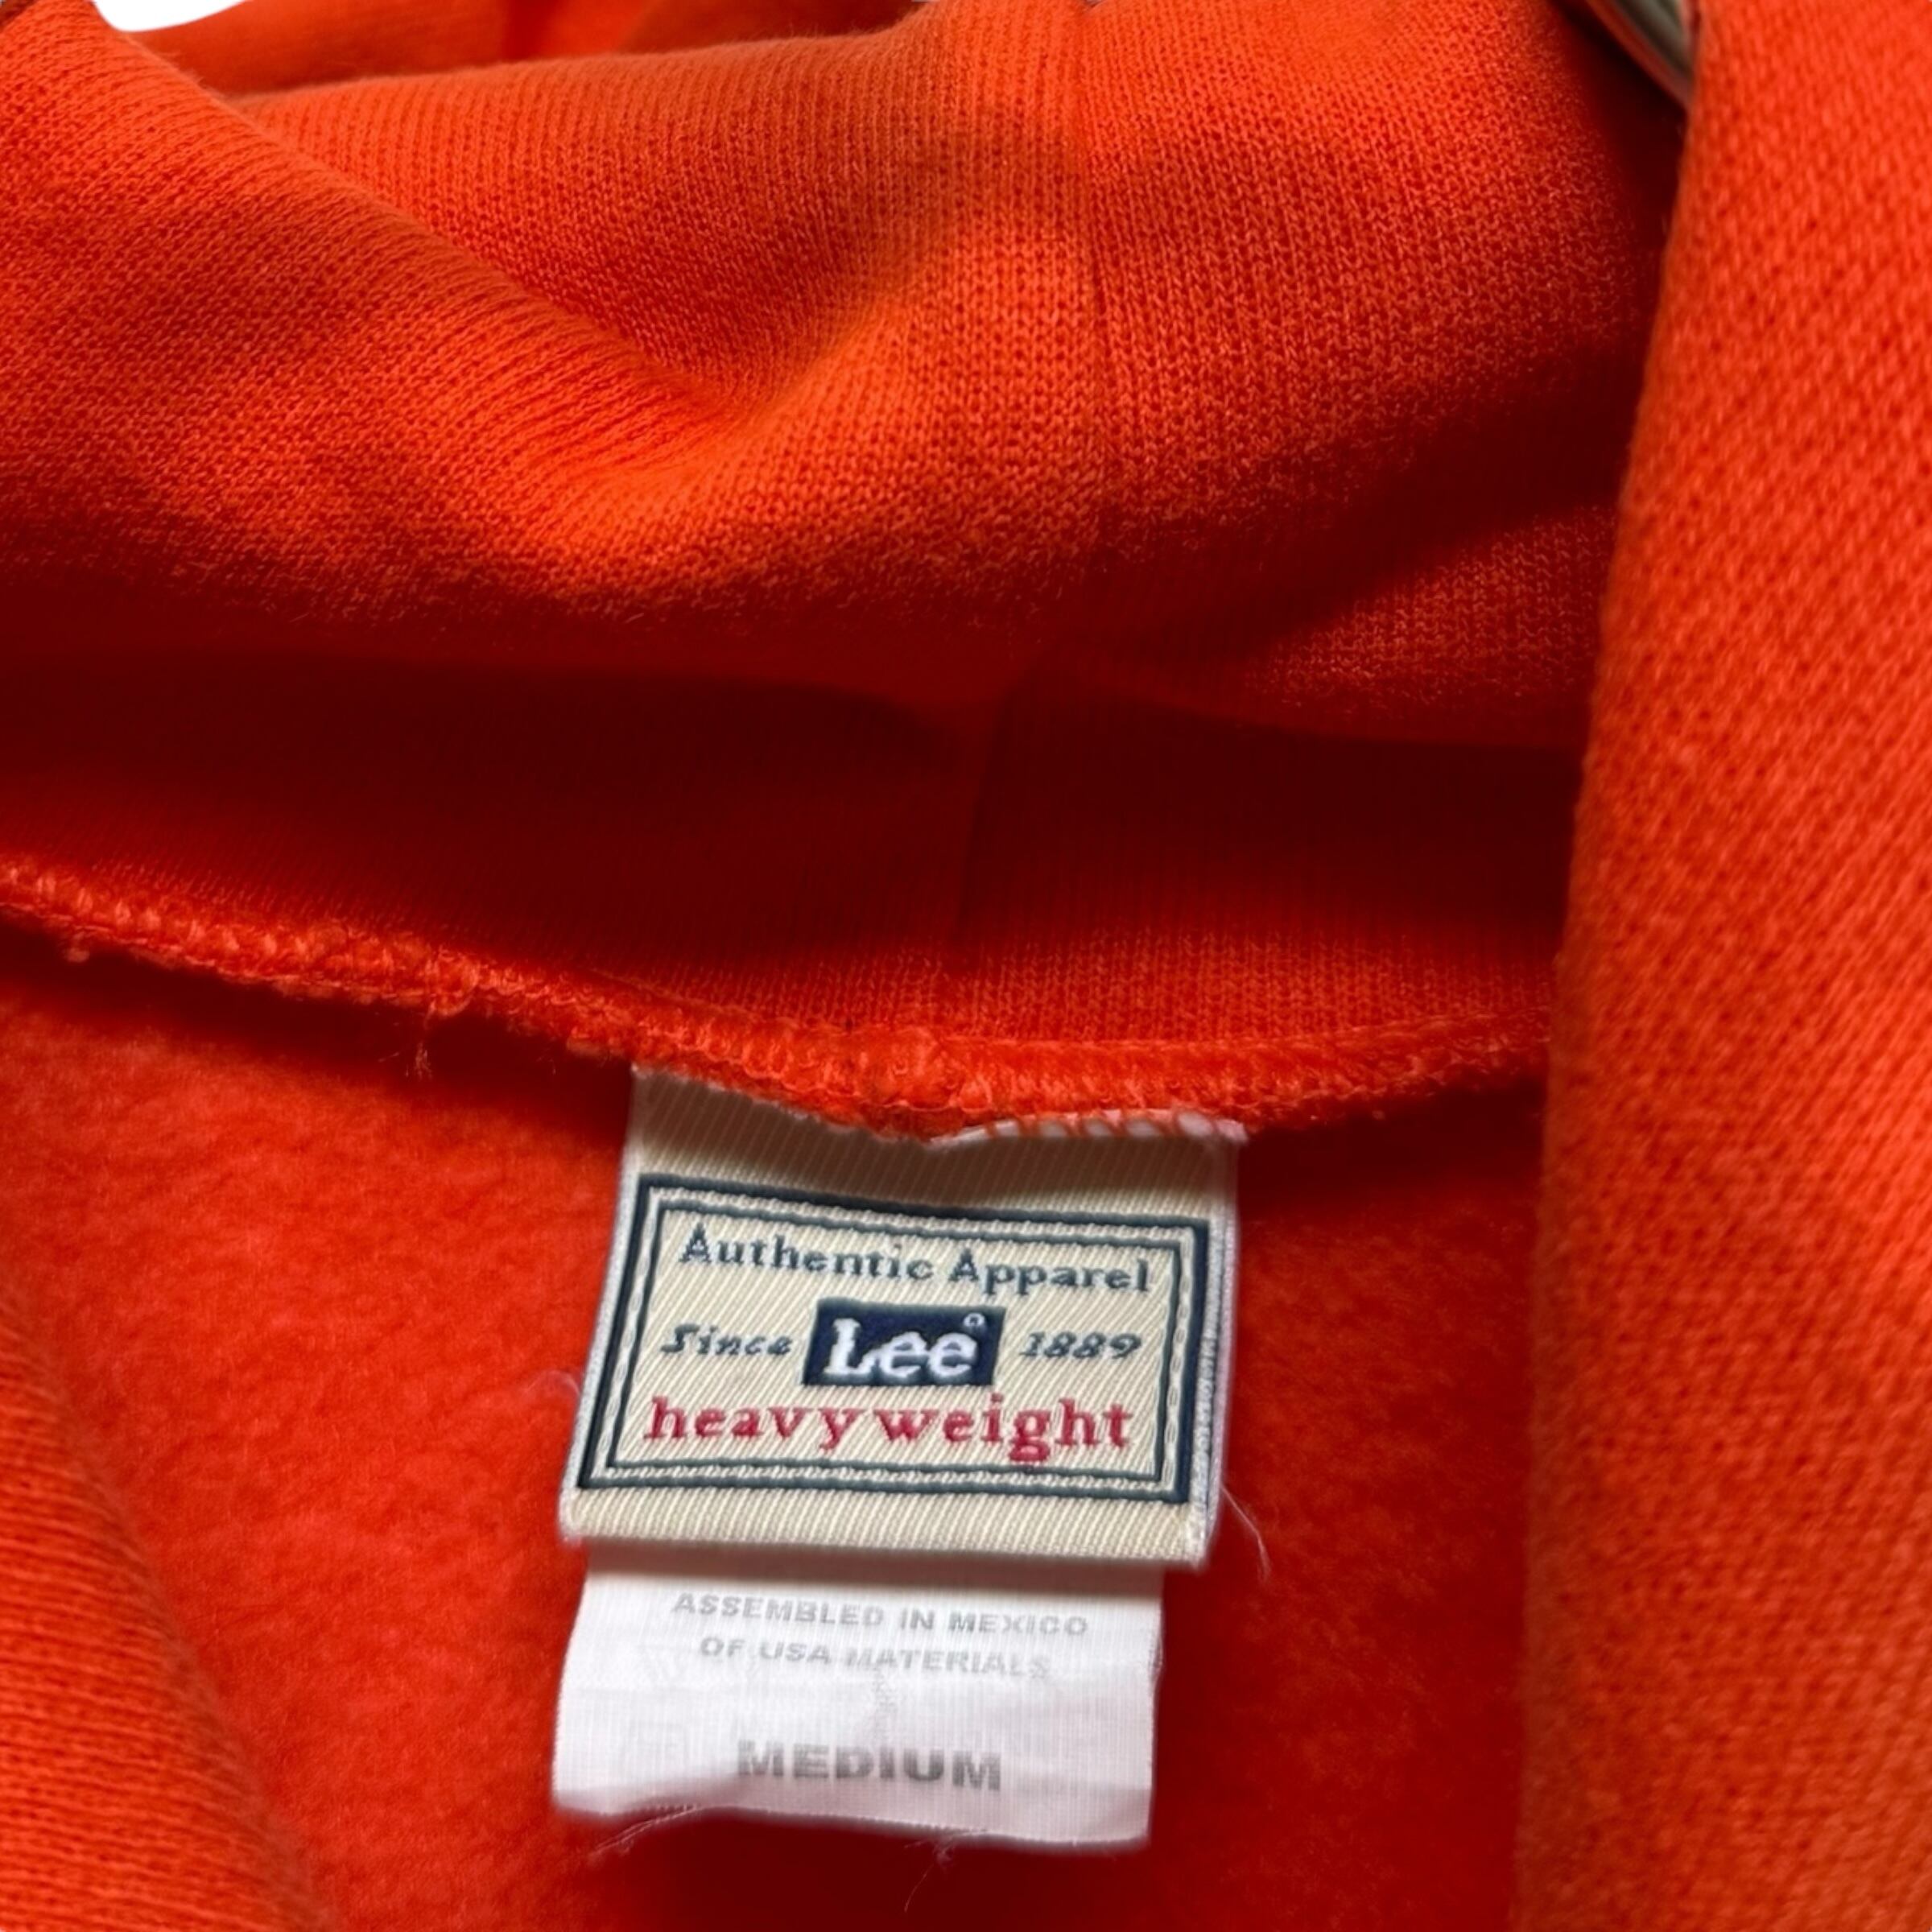 Authentic Apparel
Since Lee® 1889
heavyweight
ASSEMBLED IN MEXICO
OF USA MATERIALS
MEDIUM